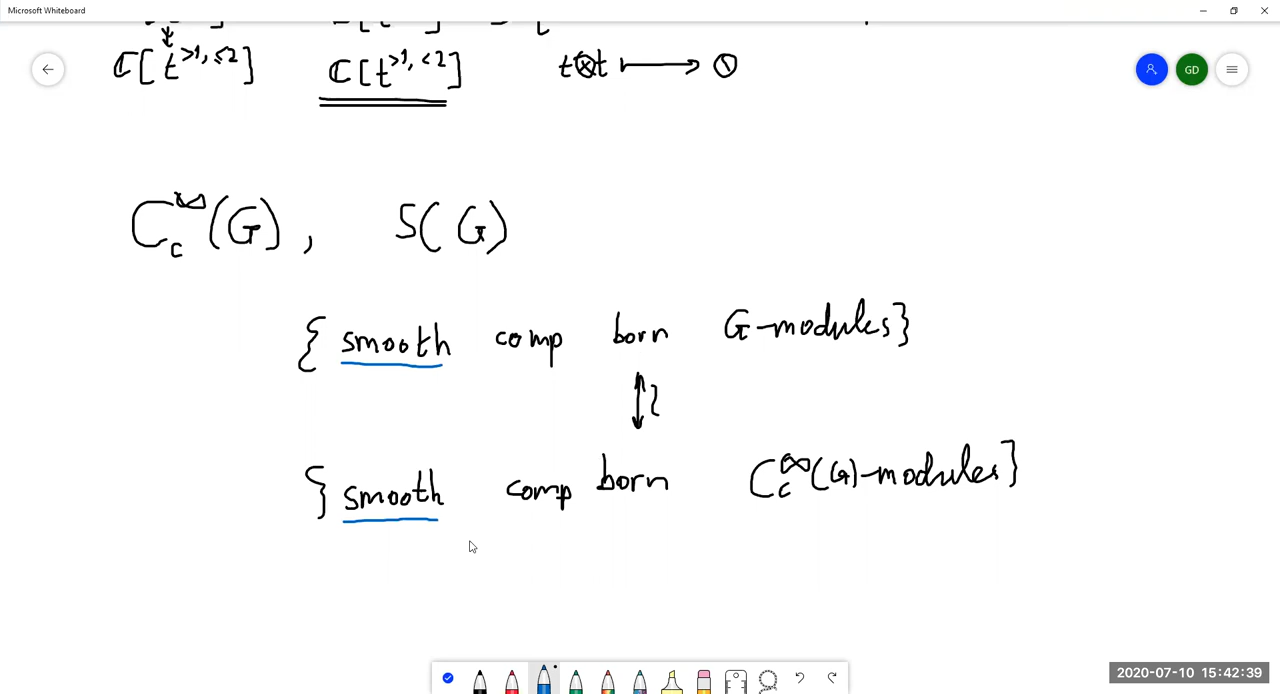 Microsoft Whiteboard
ℂ[t^{>1, ≤2}] ℂ[t^{>1, <2}] t⊗t ⟼
GD
C_c^∞(G), S(G)
{ smooth comp born G-modules}
↕≀
{ smooth comp born C_c^∞(G)-modules}
2020-07-10 15:42:39